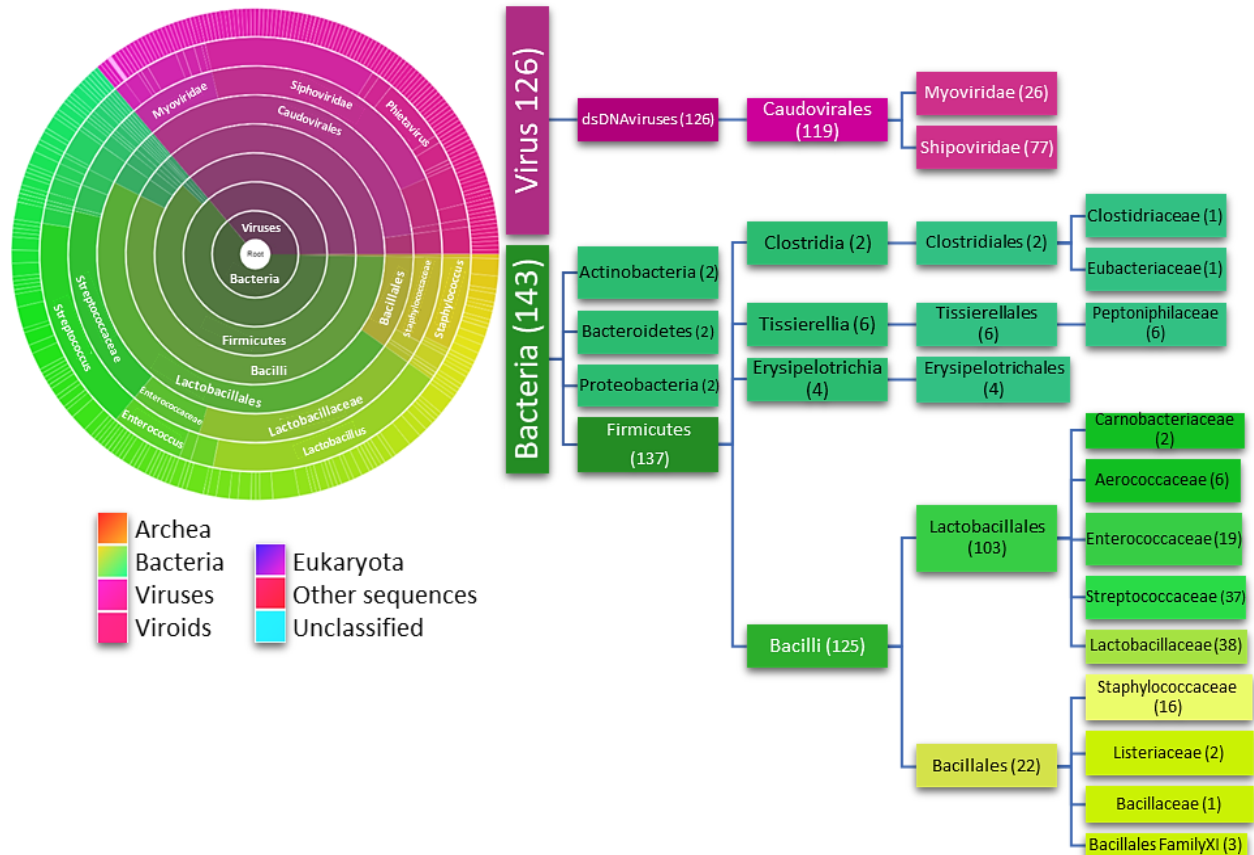 Viruses
Root
Bacteria
Firmicutes
Bacilli
Lactobacillales
Bacillales
Caudovirales
Siphoviridae
Myoviridae
Phietavirus
Streptococcaceae
Streptococcus
Enterococcaceae
Enterococcus
Lactobacillaceae
Lactobacillus
Staphylococcaceae
Staphylococcus
Archea
Bacteria
Viruses
Viroids
Eukaryota
Other sequences
Unclassified
Virus 126
dsDNAviruses (126)
Caudovirales
(119)
Myoviridae (26)
Shipoviridae (77)
Bacteria (143)
Actinobacteria (2)
Bacteroidetes (2)
Proteobacteria (2)
Firmicutes
(137)
Clostridia (2)
Clostridiales (2)
Clostidriaceae (1)
Eubacteriaceae (1)
Tissierellia (6)
Tissierellales
(6)
Peptoniphilaceae
(6)
Erysipelotrichia
(4)
Erysipelotrichales
(4)
Bacilli (125)
Lactobacillales
(103)
Carnobacteriaceae
(2)
Aerococcaceae (6)
Enterococcaceae (19)
Streptococcaceae (37)
Lactobacillaceae (38)
Bacillales (22)
Staphylococcaceae
(16)
Listeriaceae (2)
Bacillaceae (1)
Bacillales FamilyXI (3)